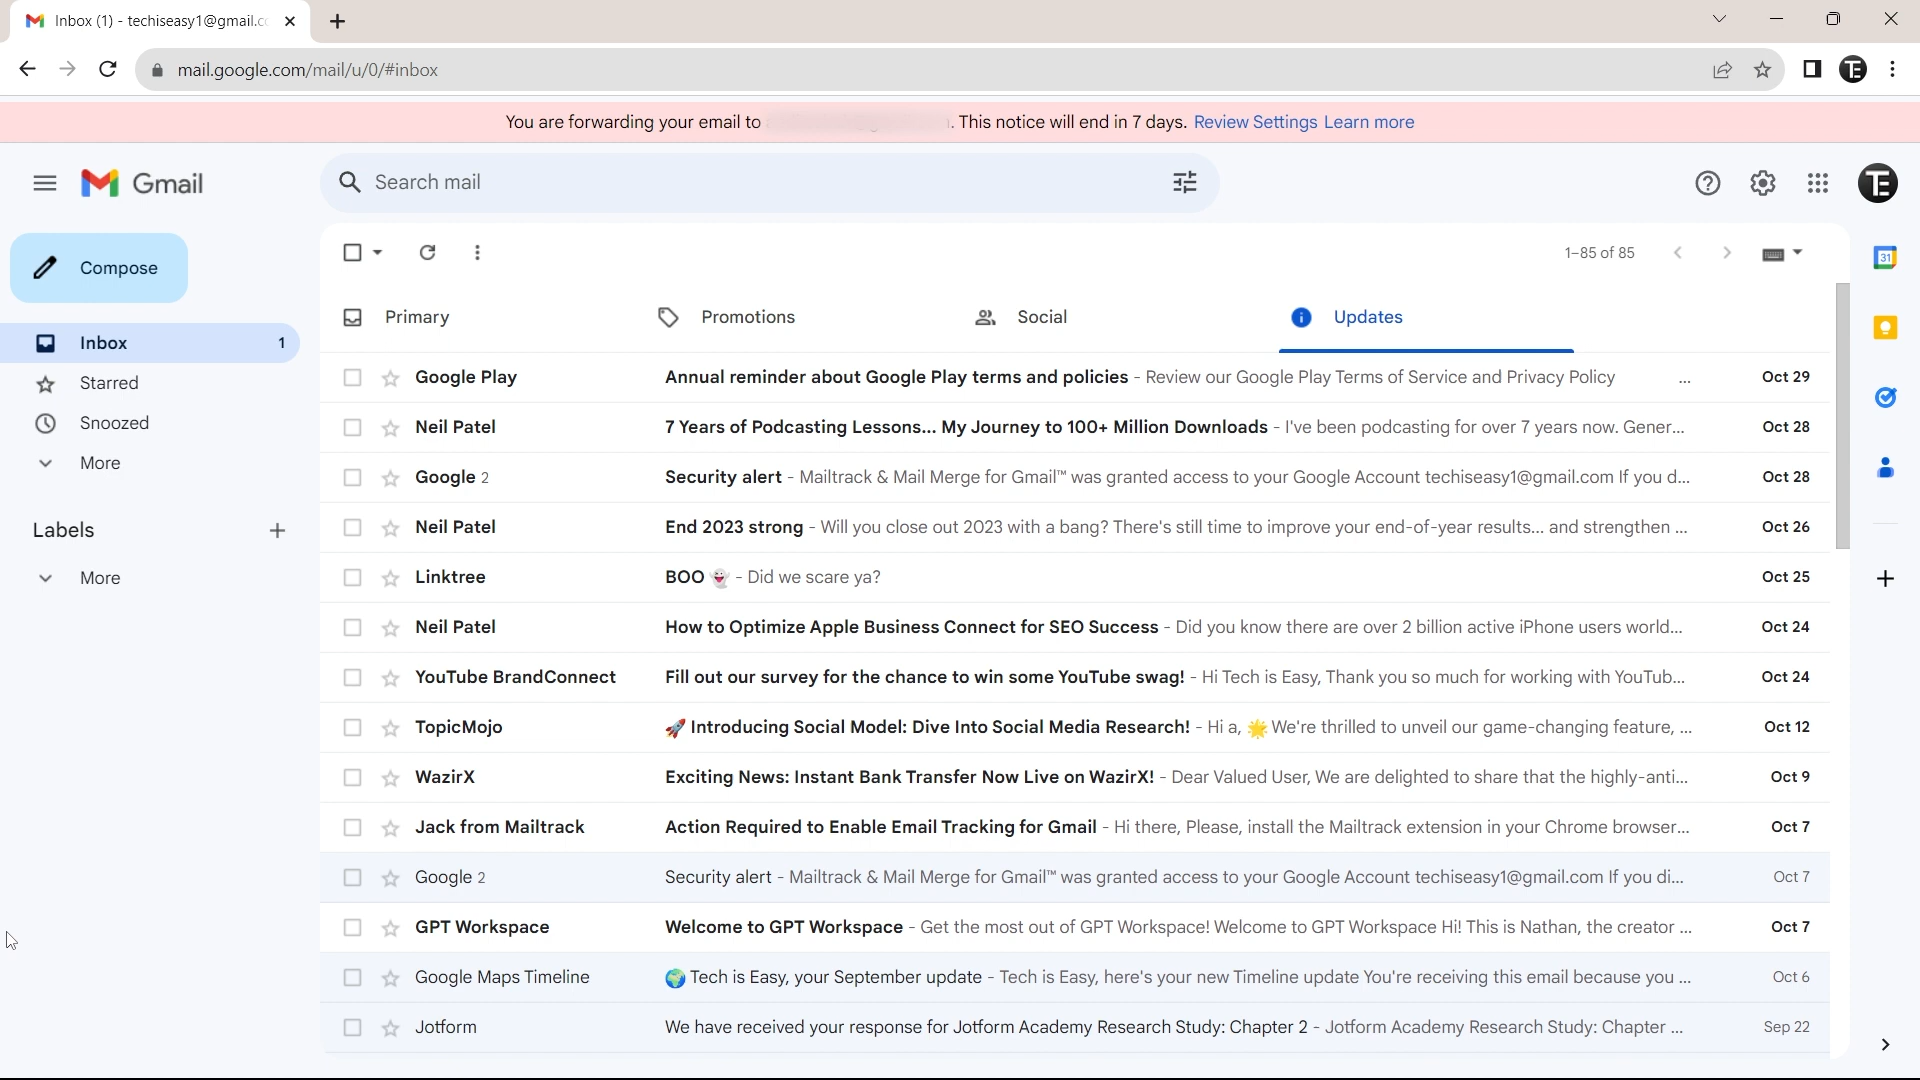 Inbox (1) - techiseasy1@gmail.co
mail.google.com/mail/u/0/#inbox
TE
You are forwarding your email to . This notice will end in 7 days. Review Settings Learn more
Gmail
Search mail
TE
Compose
1–85 of 85
31
Primary
Promotions
Social
Updates
Inbox 1
Starred
Snoozed
More
Labels
More
Google Play Annual reminder about Google Play terms and policies - Review our Google Play Terms of Service and Privacy Policy ... Oct 29
Neil Patel 7 Years of Podcasting Lessons... My Journey to 100+ Million Downloads - I've been podcasting for over 7 years now. Gener... Oct 28
Google 2 Security alert - Mailtrack & Mail Merge for Gmail™ was granted access to your Google Account techiseasy1@gmail.com If you d... Oct 28
Neil Patel End 2023 strong - Will you close out 2023 with a bang? There's still time to improve your end-of-year results... and strengthen ... Oct 26
Linktree BOO 👻 - Did we scare ya? Oct 25
Neil Patel How to Optimize Apple Business Connect for SEO Success - Did you know there are over 2 billion active iPhone users world... Oct 24
YouTube BrandConnect Fill out our survey for the chance to win some YouTube swag! - Hi Tech is Easy, Thank you so much for working with YouTub... Oct 24
TopicMojo 🚀 Introducing Social Model: Dive Into Social Media Research! - Hi a, 🌟 We're thrilled to unveil our game-changing feature, ... Oct 12
WazirX Exciting News: Instant Bank Transfer Now Live on WazirX! - Dear Valued User, We are delighted to share that the highly-anti... Oct 9
Jack from Mailtrack Action Required to Enable Email Tracking for Gmail - Hi there, Please, install the Mailtrack extension in your Chrome browser... Oct 7
Google 2 Security alert - Mailtrack & Mail Merge for Gmail™ was granted access to your Google Account techiseasy1@gmail.com If you di... Oct 7
GPT Workspace Welcome to GPT Workspace - Get the most out of GPT Workspace! Welcome to GPT Workspace Hi! This is Nathan, the creator ... Oct 7
Google Maps Timeline 🌍 Tech is Easy, your September update - Tech is Easy, here's your new Timeline update You're receiving this email because you ... Oct 6
Jotform We have received your response for Jotform Academy Research Study: Chapter 2 - Jotform Academy Research Study: Chapter ... Sep 22